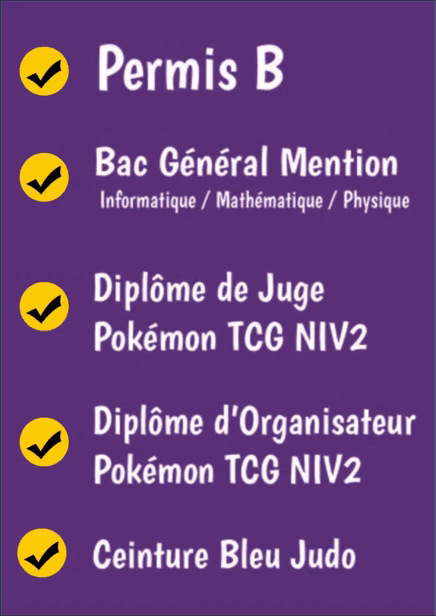 Permis B
Bac Général Mention
Informatique / Mathématique / Physique
Diplôme de Juge
Pokémon TCG NIV2
Diplôme d'Organisateur
Pokémon TCG NIV2
Ceinture Bleu Judo